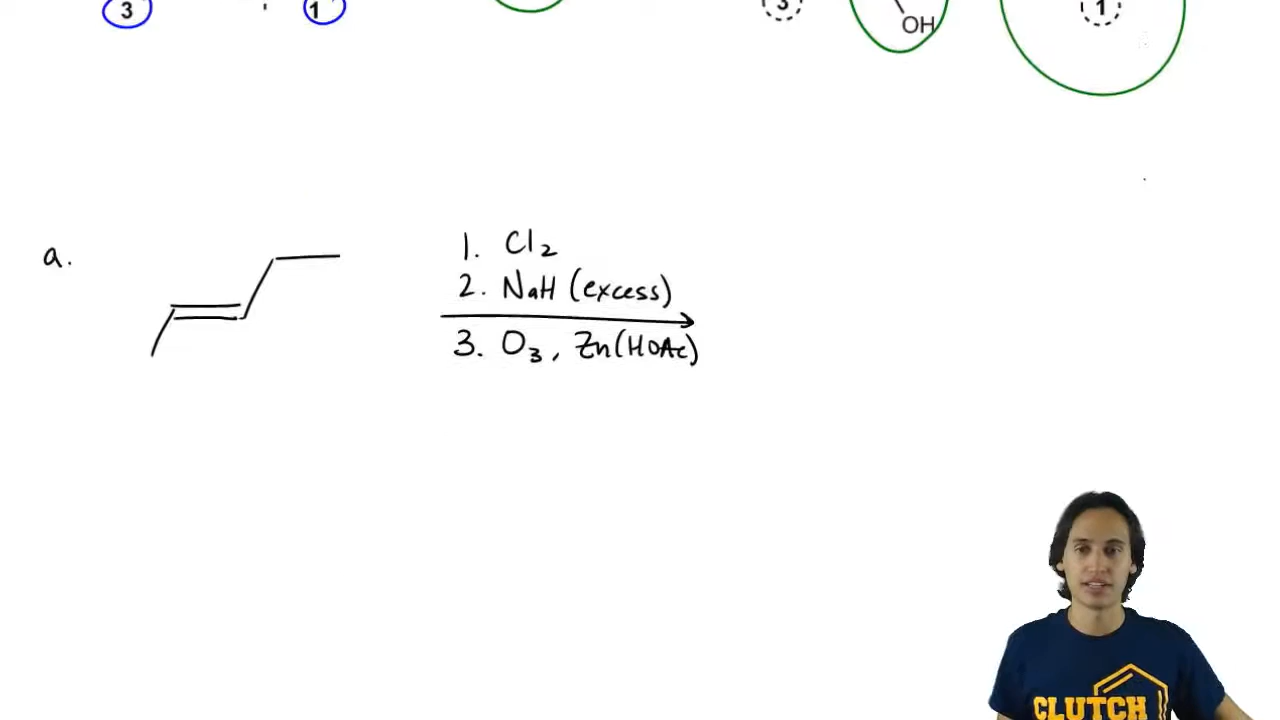 3
1
3
OH
1
a.
1. Cl2
2. NaH (excess)
3. O3, Zn(HOAc)
CLUTCH